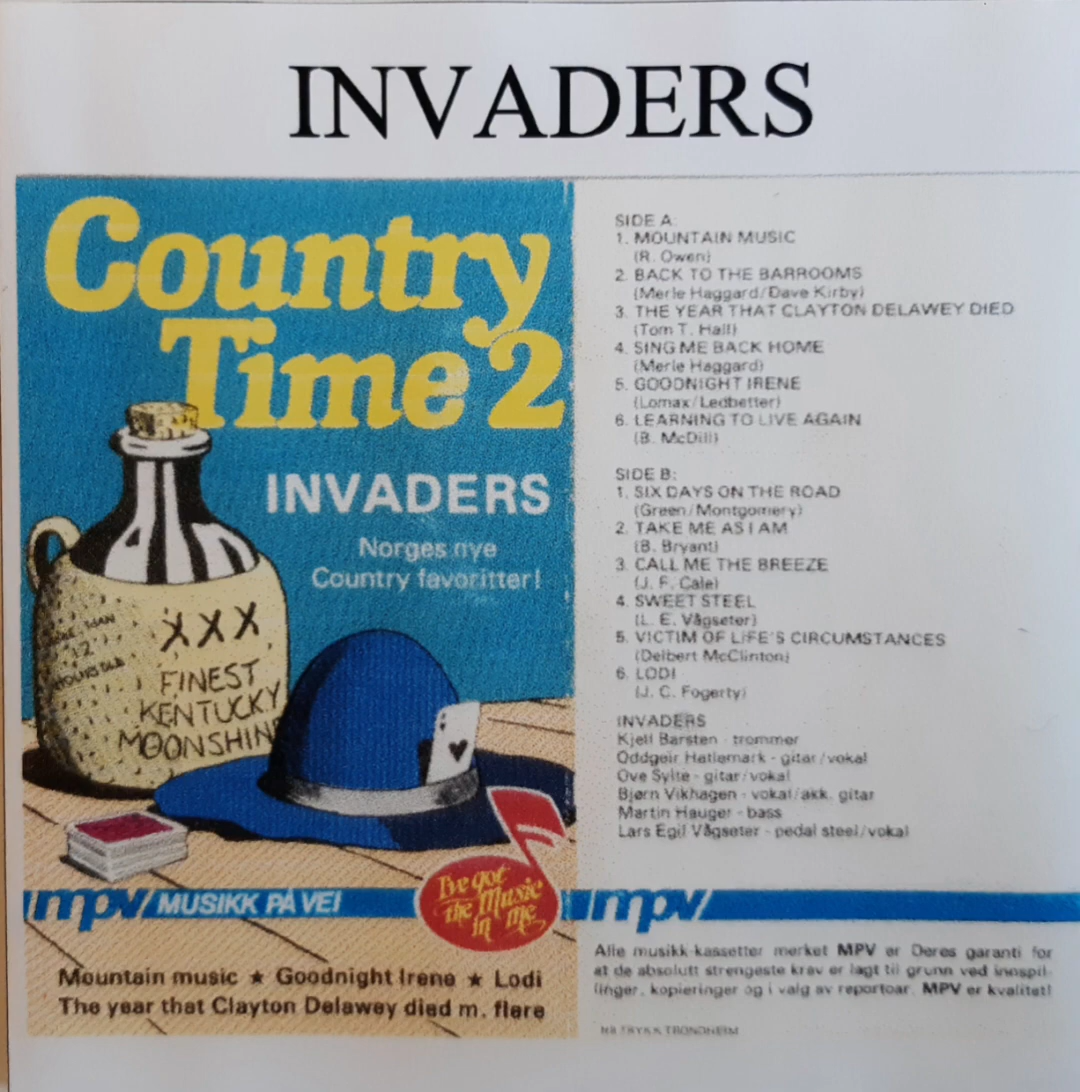 INVADERS
Country
Time 2
INVADERS
Norges nye
Country favoritter!
XXX
FINEST
KENTUCKY
MOONSHINE
mpv MUSIKK PÅ VEI
I've got
the Music
in me
Mountain music ★ Goodnight Irene ★ Lodi
The year that Clayton Delawey died m. flere
SIDE A:
1. MOUNTAIN MUSIC
(R. Owen)
2. BACK TO THE BARROOMS
(Merle Haggard/Dave Kirby)
3. THE YEAR THAT CLAYTON DELAWEY DIED
(Tom T. Hall)
4. SING ME BACK HOME
(Merle Haggard)
5. GOODNIGHT IRENE
(Lomax/Ledbetter)
6. LEARNING TO LIVE AGAIN
(B. McDill)
SIDE B:
1. SIX DAYS ON THE ROAD
(Green/Montgomery)
2. TAKE ME AS I AM
(B. Bryant)
3. CALL ME THE BREEZE
(J. F. Cale)
4. SWEET STEEL
(L. E. Vågseter)
5. VICTIM OF LIFE'S CIRCUMSTANCES
(Delbert McClinton)
6. LODI
(J. C. Fogerty)
INVADERS
Kjell Barsten - trommer
Oddgeir Hatlemark - gitar/vokal
Ove Sylte - gitar/vokal
Bjørn Vikhagen - vokal/akk. gitar
Martin Hauger - bass
Lars Egil Vågseter - pedal steel/vokal
mpv
Alle musikk-kassetter merket MPV er Deres garanti for
at de absolutt strengeste krav er lagt til grunn ved innspil-
linger, kopieringer og i valg av reportoar. MPV er kvalitet!
TRYKK TRONDHEIM